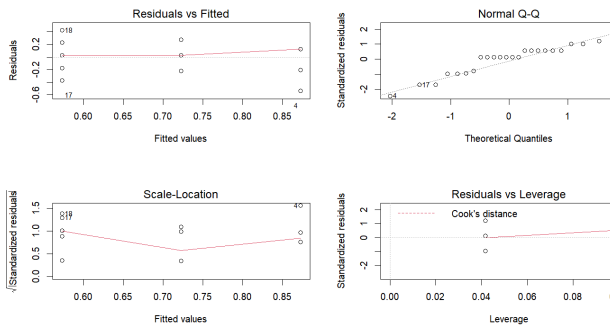 Residuals vs Fitted
Residuals
-0.6 -0.2 0.2
18
17
4
0.60 0.65 0.70 0.75 0.80 0.85
Fitted values
Normal Q-Q
Standardized residuals
-2 0 1 2
4
17
-2 -1 0 1
Theoretical Quantiles
Scale-Location
√|Standardized residuals|
0.0 0.5 1.0 1.5
18
17
4
0.60 0.65 0.70 0.75 0.80 0.85
Fitted values
Residuals vs Leverage
Standardized residuals
-2 0 1 2
Cook's distance
0.00 0.02 0.04 0.06 0.08
Leverage